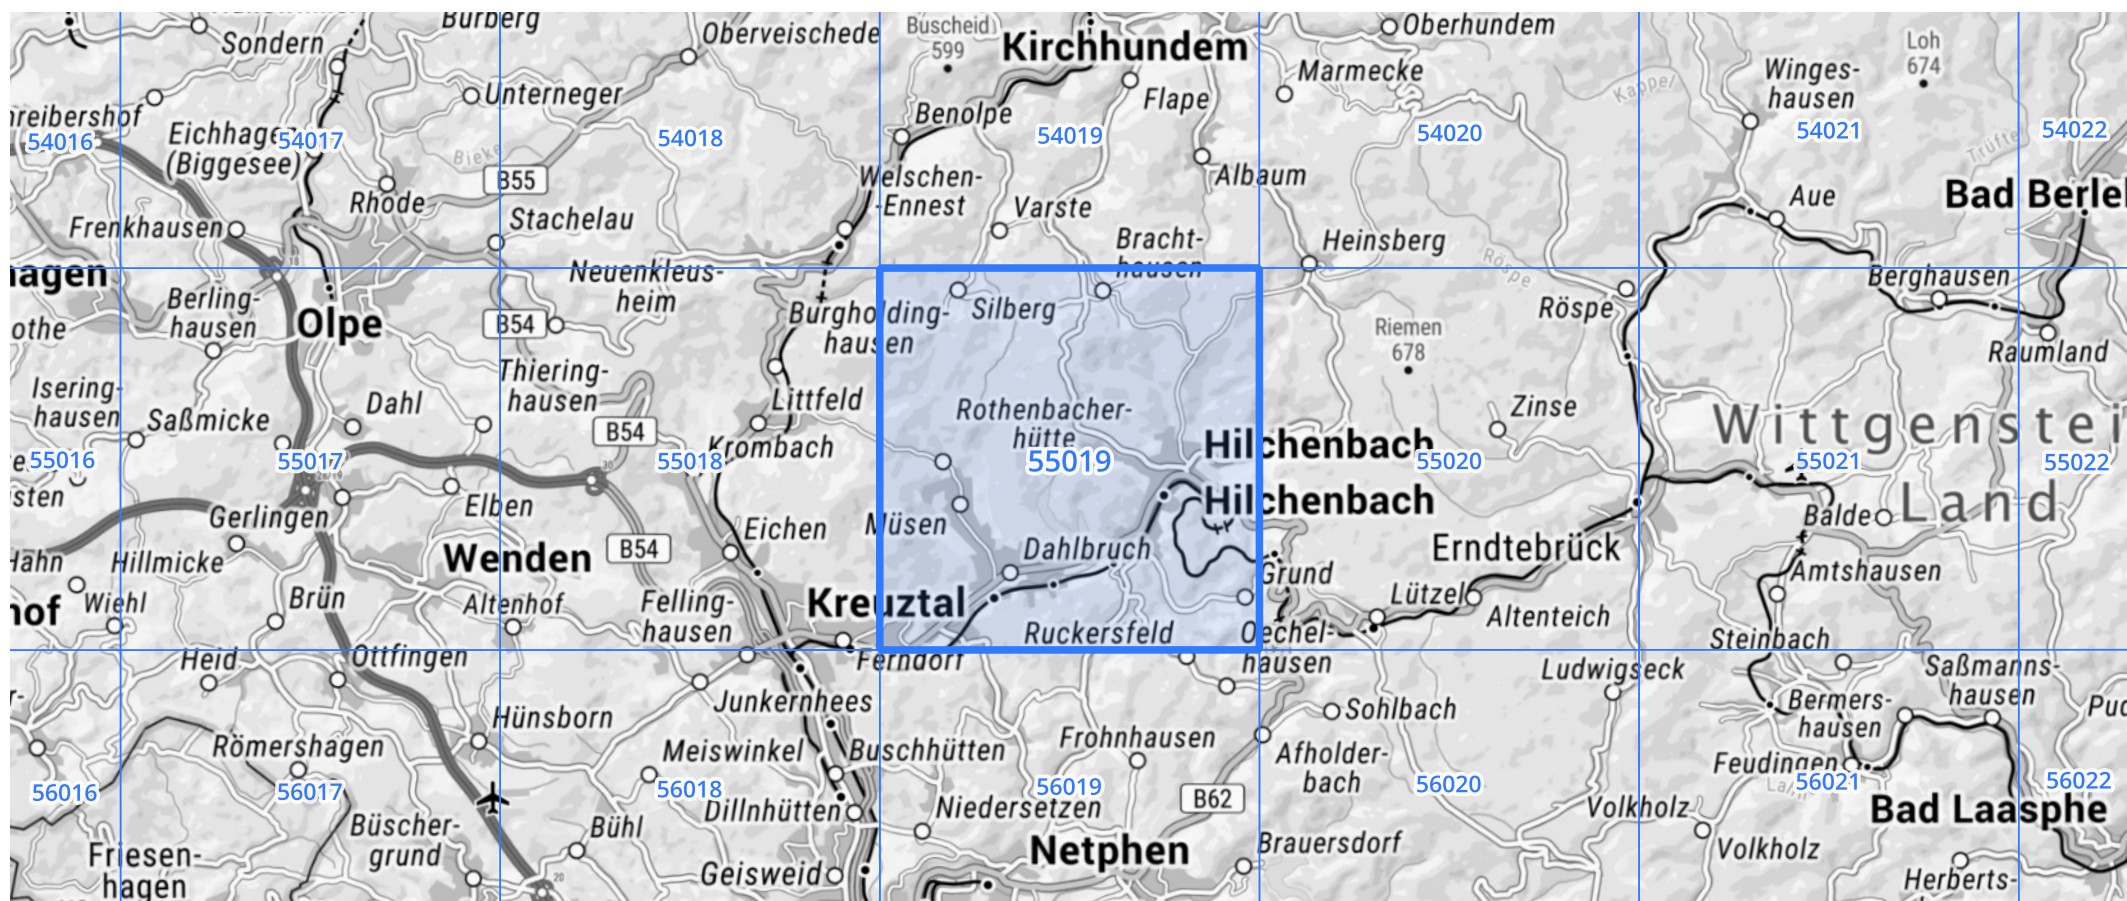 Sondern
Burberg
Oberveischede
Buscheid
599
Kirchhundem
Oberhundem
Marmecke
Kappel
Winges-
hausen
Loh
674
Unterneger
Benolpe
Flape
54016
Eichhagen
(Biggesee)
54017
Bieke
54018
54019
54020
54021
54022
Trüfte
B55
Rhode
Welschen-
-Ennest
Albaum
Frenkhausen
Stachelau
Varste
Bracht-
hausen
Heinsberg
Röspe
Aue
Berling-
hausen
Olpe
Neuenkleus-
heim
B54
Burgholding-
hausen
Silberg
Riemen
678
Röspe
Berghausen
Raumland
Isering-
hausen
Saßmicke
Dahl
Thiering-
hausen
B54
Littfeld
Krombach
Rothenbacher-
hütte
Hilchenbach
Hilchenbach
Zinse
55016
55017
55018
55019
55020
55021
55022
Land
Gerlingen
Elben
Eichen
Müsen
Dahlbruch
Erndtebrück
Balde
Hillmicke
Wenden
B54
Wiehl
Brün
Altenhof
Felling-
hausen
Kreuztal
Ruckersfeld
Grund
Lützel
Altenteich
Amtshausen
Steinbach
Oechel-
hausen
Heid
Ottfingen
Ferndorf
Ludwigseck
Saßmanns-
hausen
Hünsborn
Junkernhees
Sohlbach
Bermers-
hausen
Römershagen
Meiswinkel
Buschhütten
Frohnhausen
Afholder-
bach
Feudingen
56016
56017
56018
56019
56020
56021
56022
Dillnhütten
Niedersetzen
B62
Volkholz
Bad Laasphe
Friesen-
hagen
Büscher-
grund
Bühl
Geisweid
Netphen
Brauersdorf
Volkholz
Herberts-
20
30